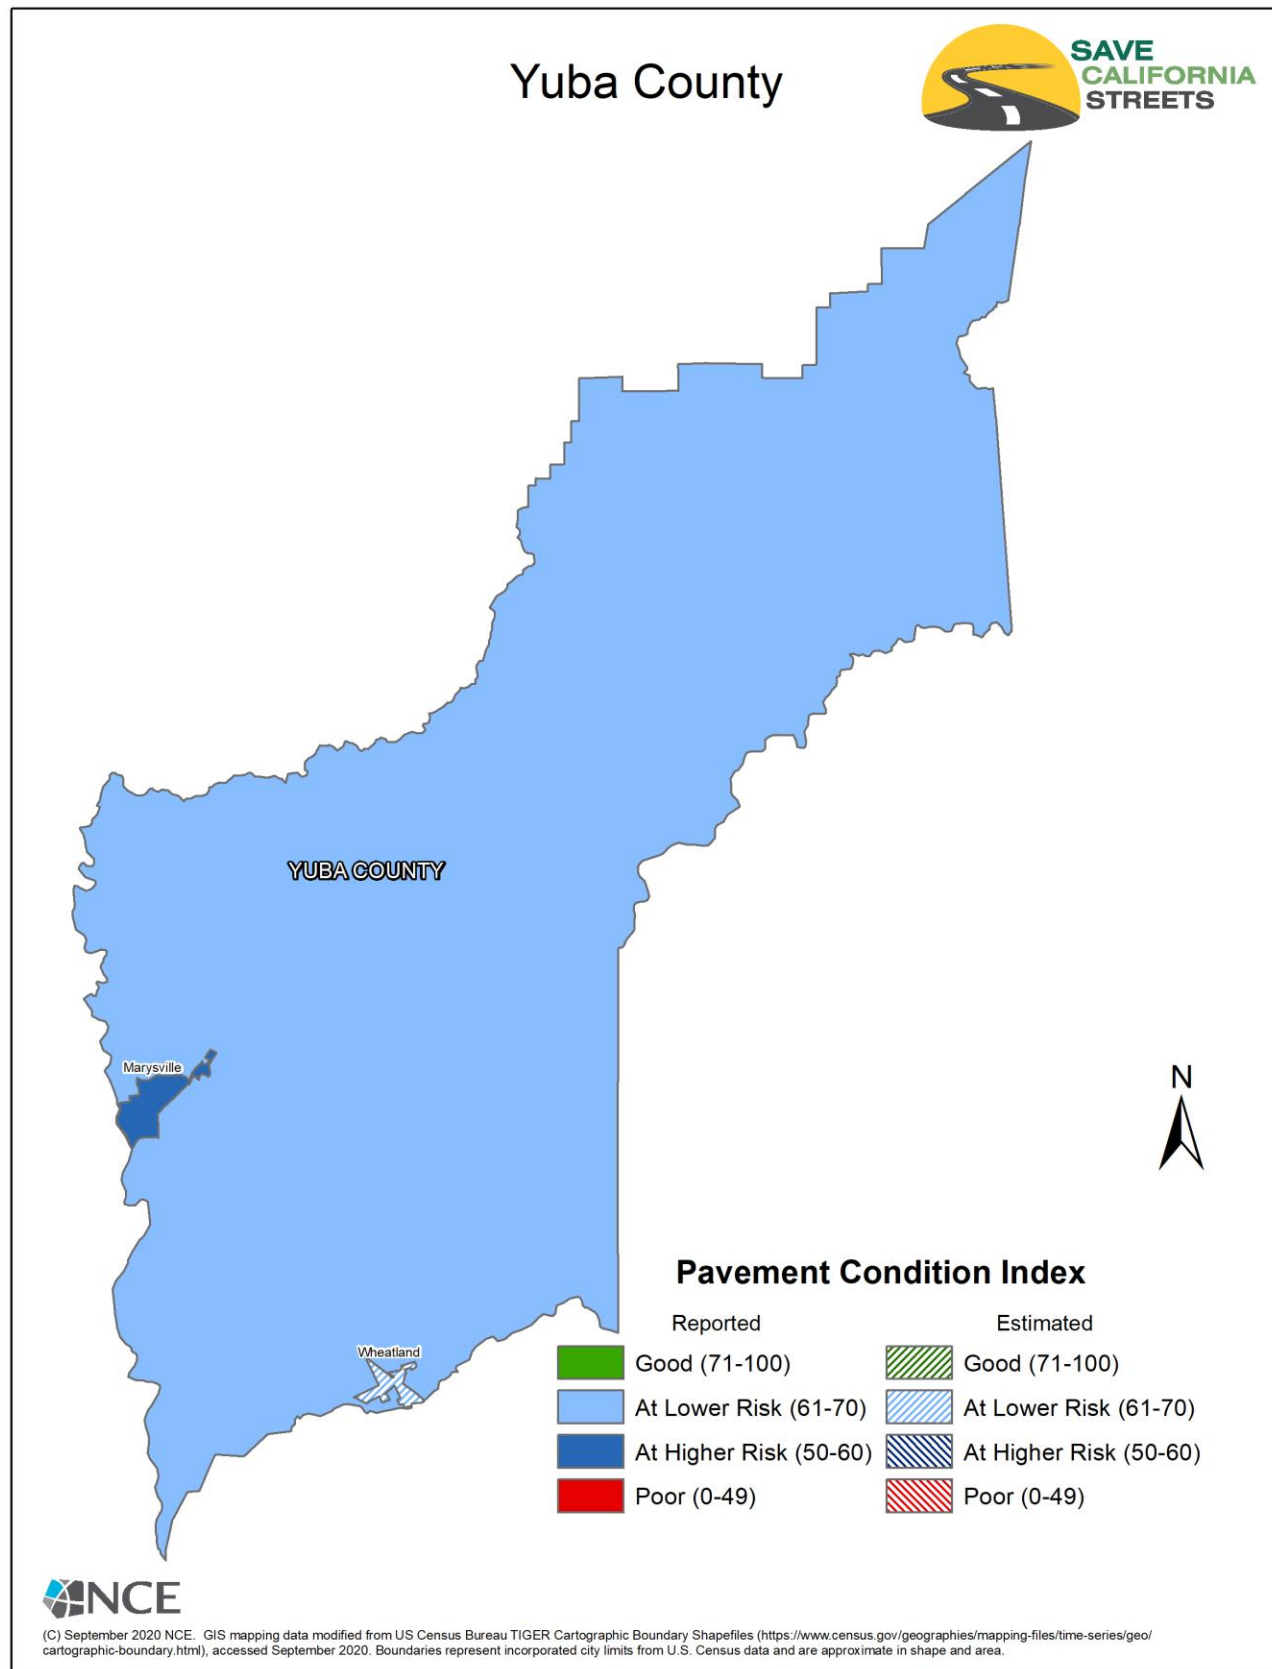 Yuba County
SAVE
CALIFORNIA
STREETS
YUBA COUNTY
Marysville
N
Wheatland
Pavement Condition Index
Reported
Estimated
Good (71-100)
Good (71-100)
At Lower Risk (61-70)
At Lower Risk (61-70)
At Higher Risk (50-60)
At Higher Risk (50-60)
Poor (0-49)
Poor (0-49)
NCE
(C) September 2020 NCE. GIS mapping data modified from US Census Bureau TIGER Cartographic Boundary Shapefiles (https://www.census.gov/geographies/mapping-files/time-series/geo/
cartographic-boundary.html), accessed September 2020. Boundaries represent incorporated city limits from U.S. Census data and are approximate in shape and area.